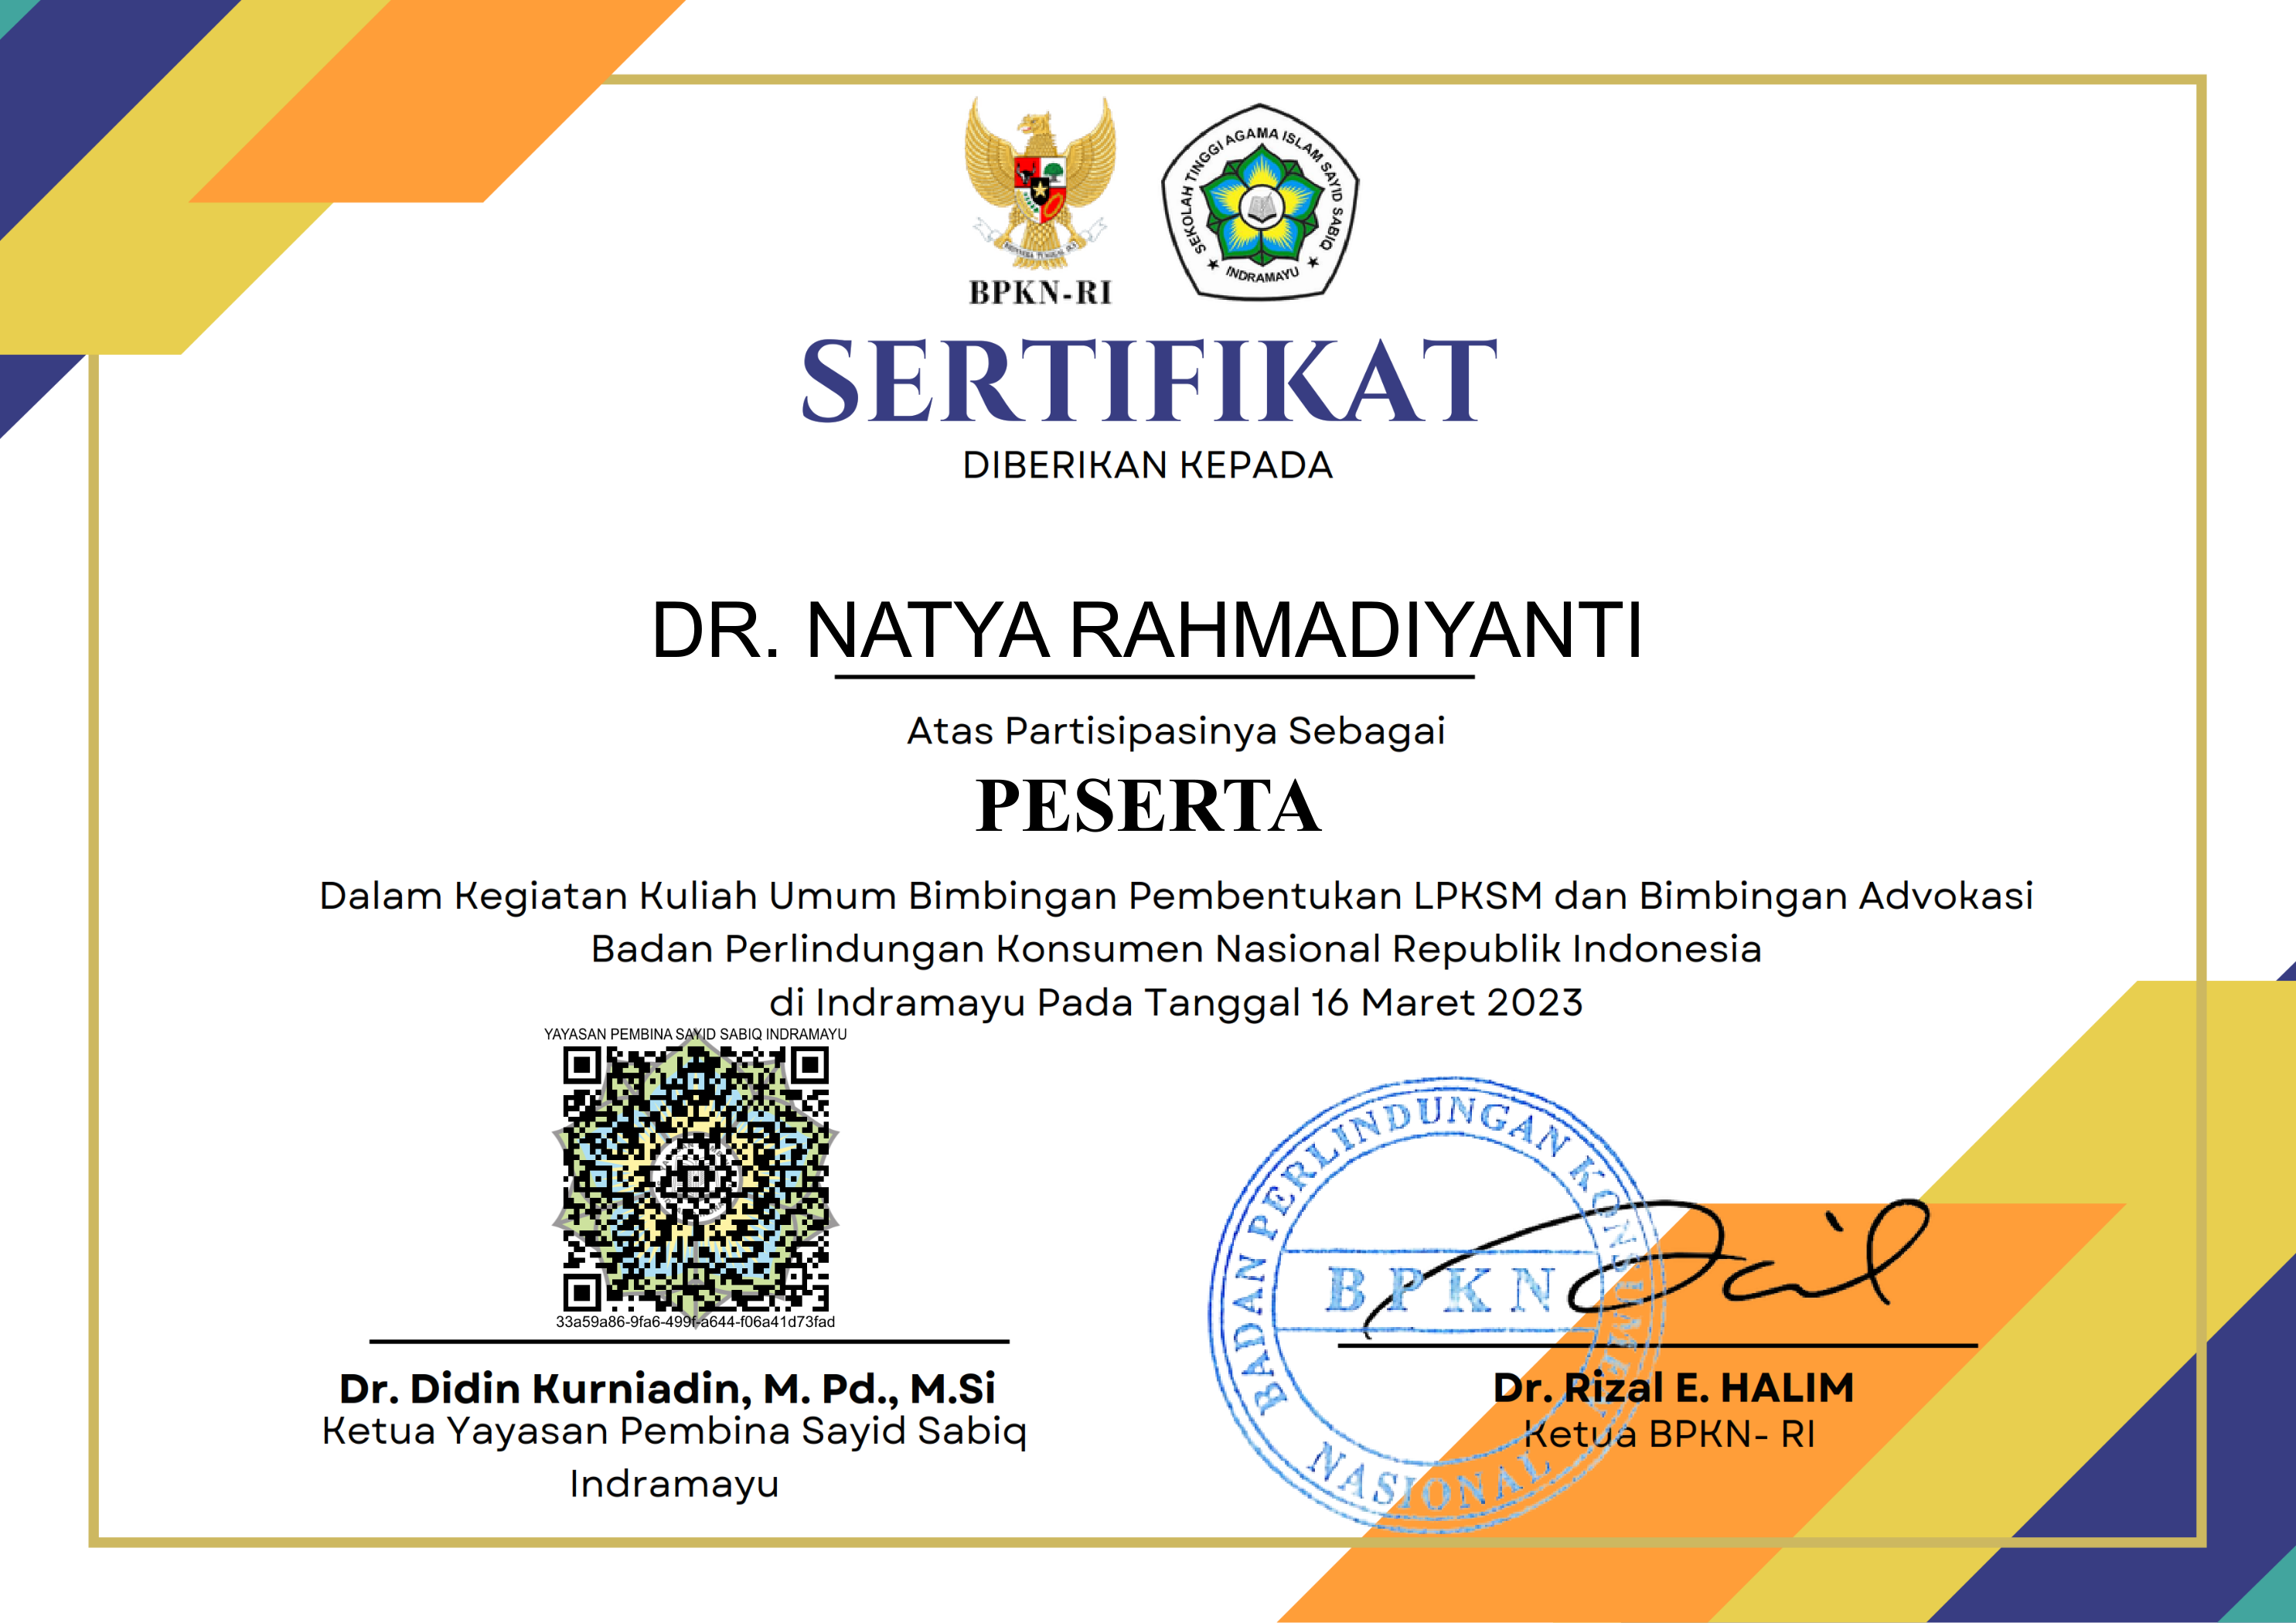 BPKN-RI
SEKOLAH TINGGI AGAMA ISLAM SAYID SABIQ
INDRAMAYU
SERTIFIKAT
DIBERIKAN KEPADA
DR. NATYA RAHMADIYANTI
Atas Partisipasinya Sebagai
PESERTA
Dalam Kegiatan Kuliah Umum Bimbingan Pembentukan LPKSM dan Bimbingan Advokasi
Badan Perlindungan Konsumen Nasional Republik Indonesia
di Indramayu Pada Tanggal 16 Maret 2023
YAYASAN PEMBINA SAYID SABIQ INDRAMAYU
33a59a86-9fa6-499f-a644-f06a41d73fad
Dr. Didin Kurniadin, M. Pd., M.Si
Ketua Yayasan Pembina Sayid Sabiq
Indramayu
BADAN PERLINDUNGAN KONSUMEN
BPKN
NASIONAL
Dr. Rizal E. HALIM
Ketua BPKN- RI